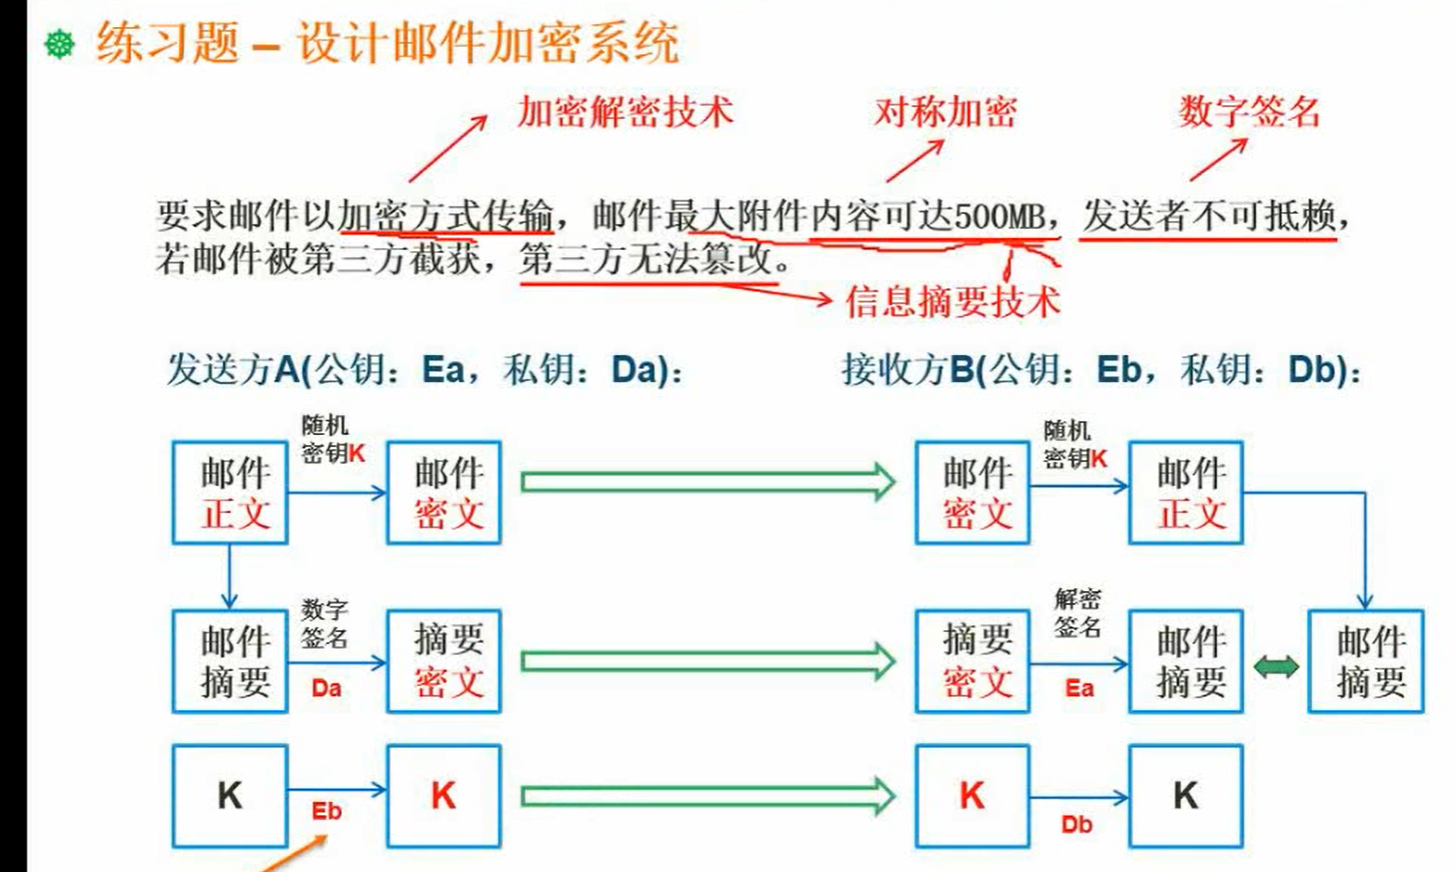 练习题 – 设计邮件加密系统
加密解密技术
对称加密
数字签名
要求邮件以加密方式传输，邮件最大附件内容可达500MB，发送者不可抵赖，
若邮件被第三方截获，第三方无法篡改。
信息摘要技术
发送方A(公钥：Ea，私钥：Da)：
接收方B(公钥：Eb，私钥：Db)：
邮件
正文
随机
密钥K
邮件
密文
邮件
密文
随机
密钥K
邮件
正文
邮件
摘要
数字
签名
Da
摘要
密文
摘要
密文
解密
签名
Ea
邮件
摘要
邮件
摘要
K
Eb
K
K
Db
K